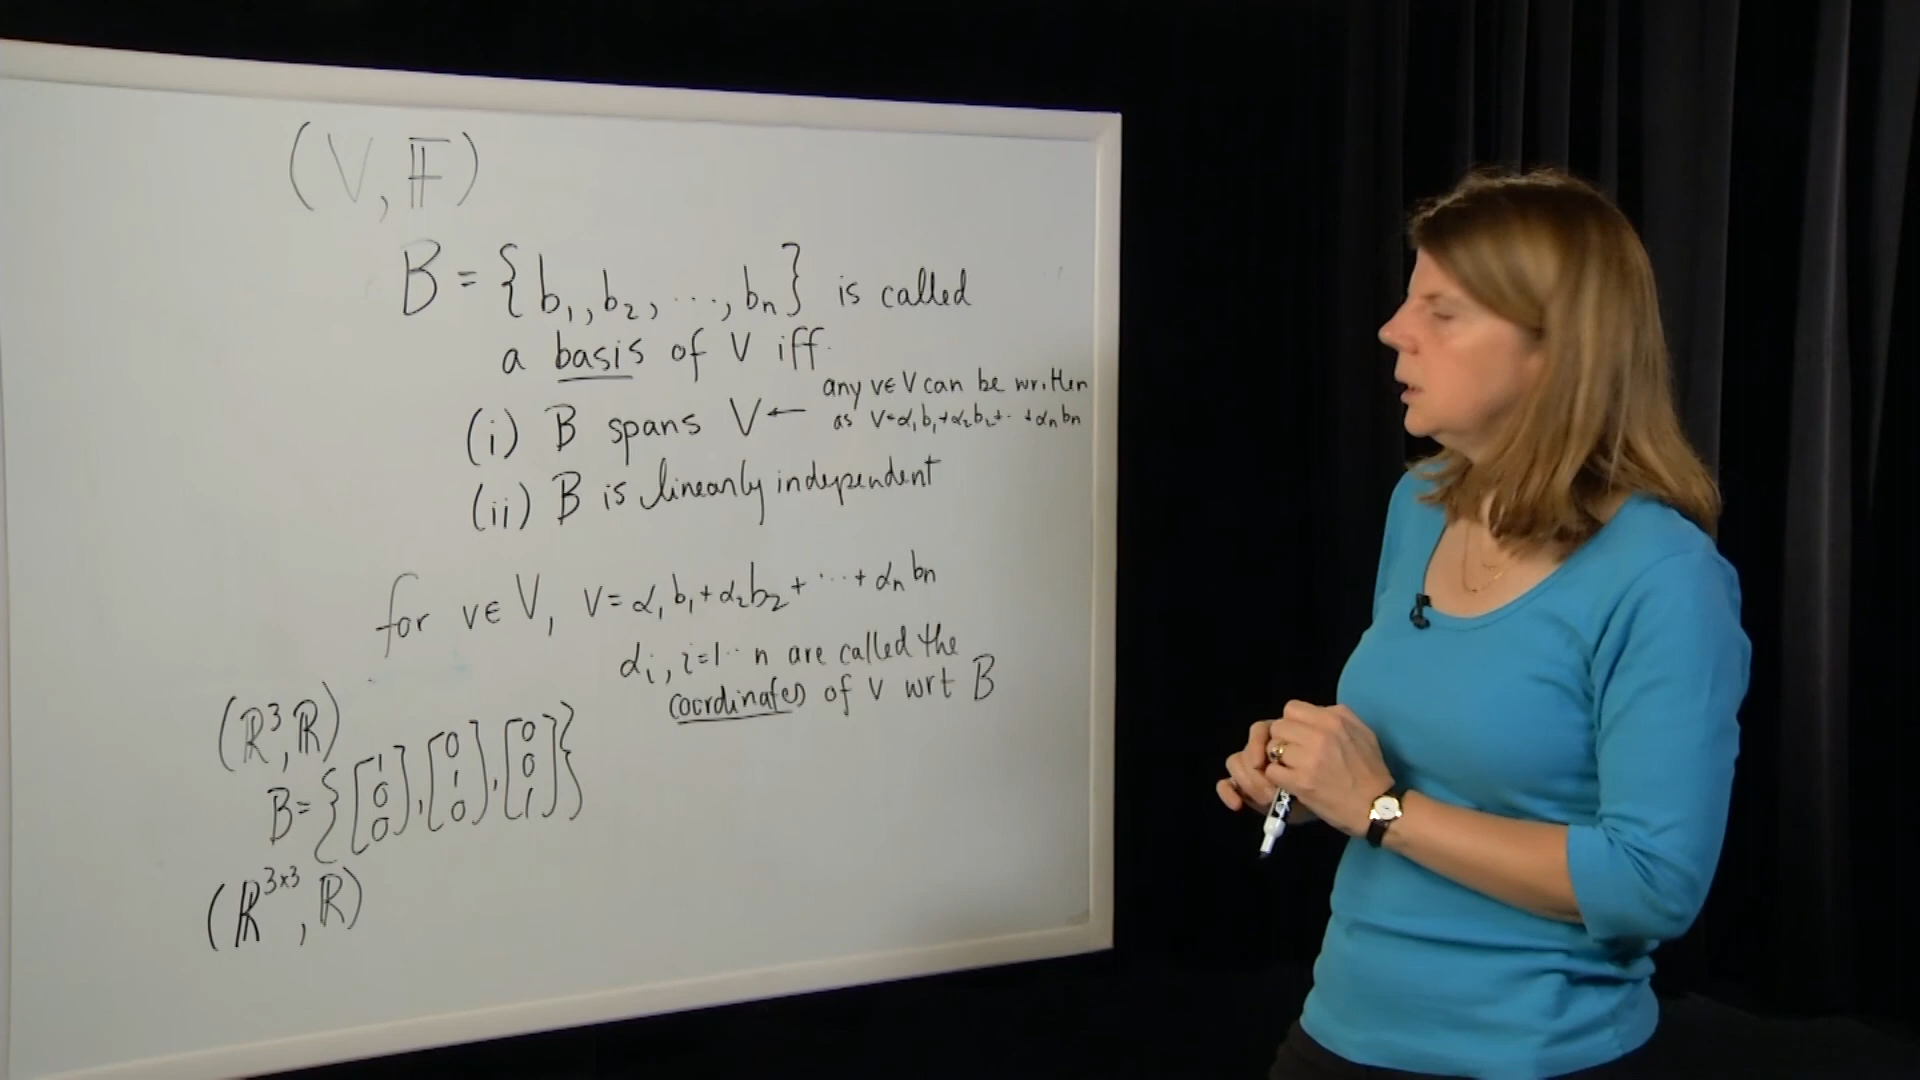 (V, 𝔽)
B = {b₁, b₂, ..., bₙ} is called
a basis of V iff.
(i) B spans V ← any v∈V can be written
as v=α₁b₁+α₂b₂+··+αₙbₙ
(ii) B is linearly independent
for v∈V, v=α₁b₁+α₂b₂+···+αₙbₙ
αᵢ, i=1··n are called the
coordinates of v wrt B
(ℝ³, ℝ)
B = {[1 0 0], [0 1 0], [0 0 1]}
(ℝ³ˣ³, ℝ)